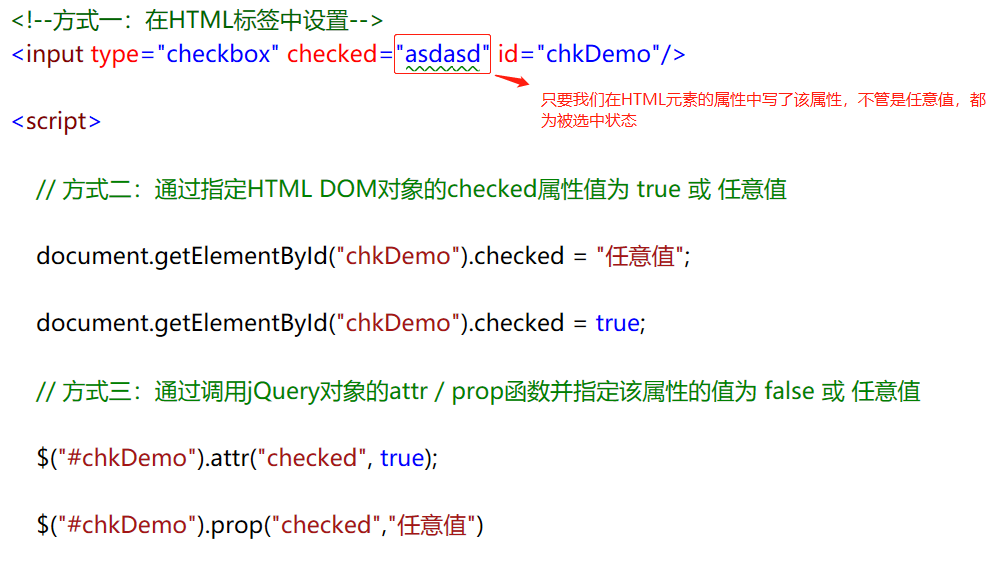 <!--方式一：在HTML标签中设置-->
<input type="checkbox" checked="asdasd" id="chkDemo"/>
只要我们在HTML元素的属性中写了该属性，不管是任意值，都
为被选中状态
<script>
// 方式二：通过指定HTML DOM对象的checked属性值为 true 或 任意值
document.getElementById("chkDemo").checked = "任意值";
document.getElementById("chkDemo").checked = true;
// 方式三：通过调用jQuery对象的attr / prop函数并指定该属性的值为 false 或 任意值
$("#chkDemo").attr("checked", true);
$("#chkDemo").prop("checked","任意值")